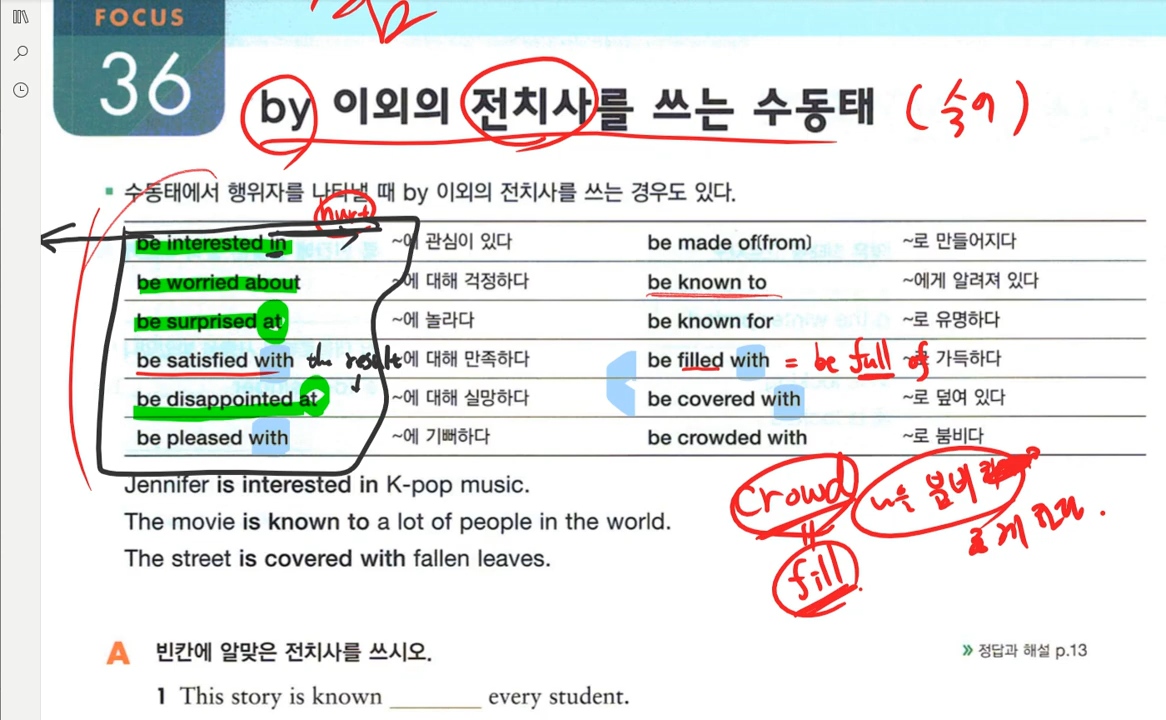 FOCUS
36
by 이외의 전치사를 쓰는 수동태 (숙어)
수동태에서 행위자를 나타낼 때 by 이외의 전치사를 쓰는 경우도 있다.
hurt
be interested in ~에 관심이 있다 be made of(from) ~로 만들어지다
be worried about ~에 대해 걱정하다 be known to ~에게 알려져 있다
be surprised at ~에 놀라다 be known for ~로 유명하다
be satisfied with the result ~에 대해 만족하다 be filled with = be full of ~로 가득하다
be disappointed at ~에 대해 실망하다 be covered with ~로 덮여 있다
be pleased with ~에 기뻐하다 be crowded with ~로 붐비다
Jennifer is interested in K-pop music.
The movie is known to a lot of people in the world.
The street is covered with fallen leaves.
crowd
fill
A 빈칸에 알맞은 전치사를 쓰시오.
» 정답과 해설 p.13
1 This story is known ________ every student.